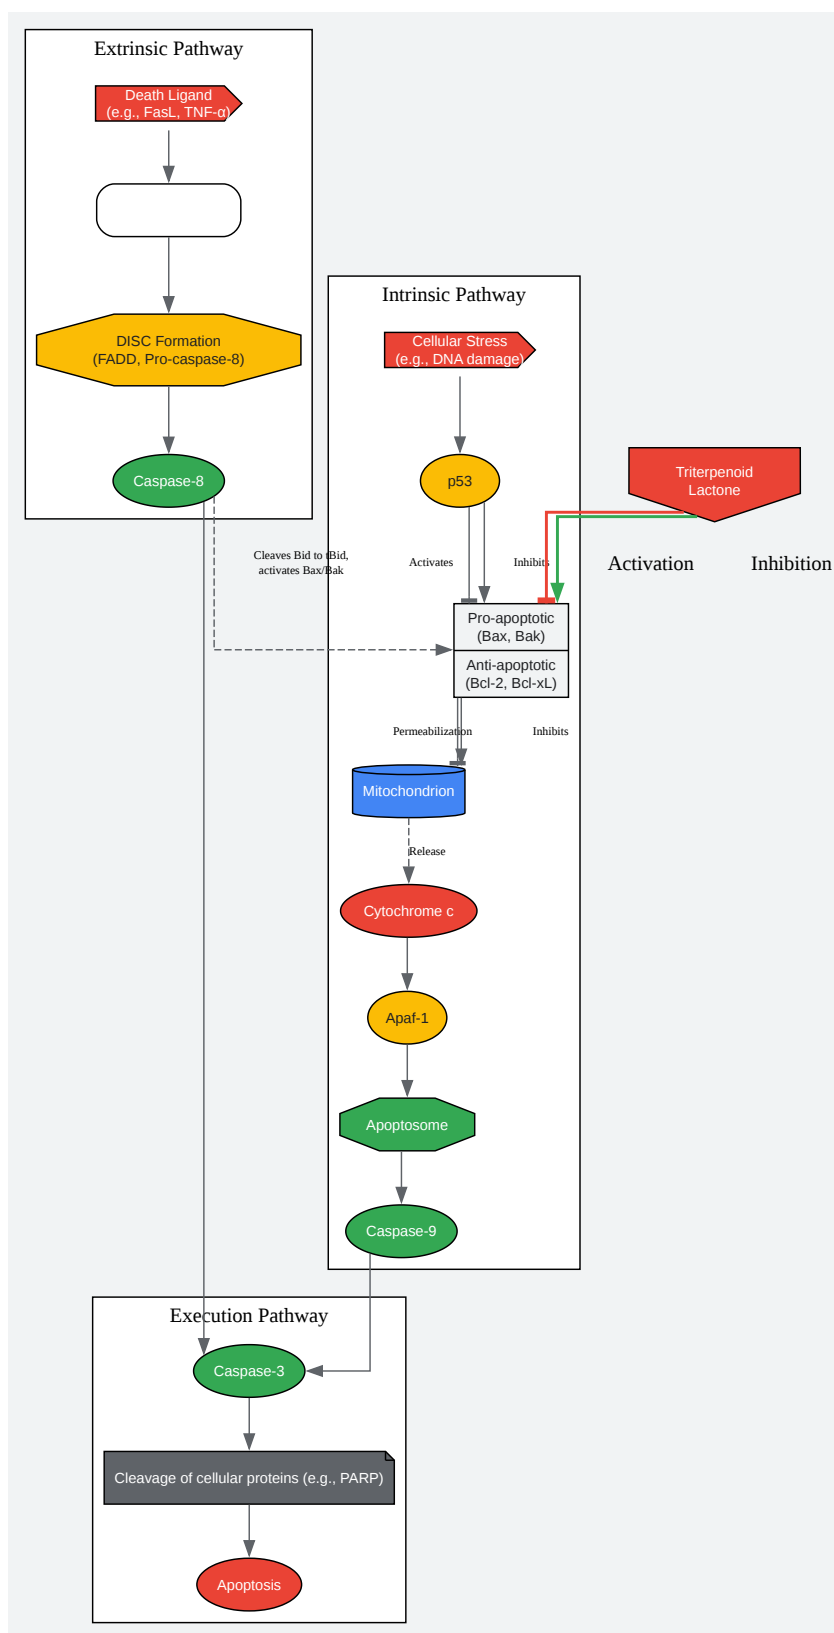 Extrinsic Pathway
Death Ligand
(e.g., FasL, TNF-α)
DISC Formation
(FADD, Pro-caspase-8)
Caspase-8
Intrinsic Pathway
Cellular Stress
(e.g., DNA damage)
p53
Triterpenoid
Lactone
Cleaves Bid to tBid,
activates Bax/Bak
Activates
Inhibits
Activation
Inhibition
Pro-apoptotic
(Bax, Bak)
Anti-apoptotic
(Bcl-2, Bcl-xL)
Permeabilization
Inhibits
Mitochondrion
Release
Cytochrome c
Apaf-1
Apoptosome
Caspase-9
Execution Pathway
Caspase-3
Cleavage of cellular proteins (e.g., PARP)
Apoptosis